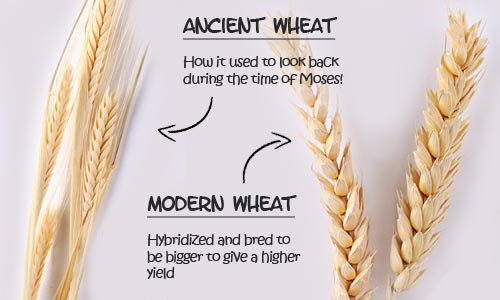 ANCIENT WHEAT
How it used to look back
during the time of Moses!
MODERN WHEAT
Hybridized and bred to
be bigger to give a higher
yield